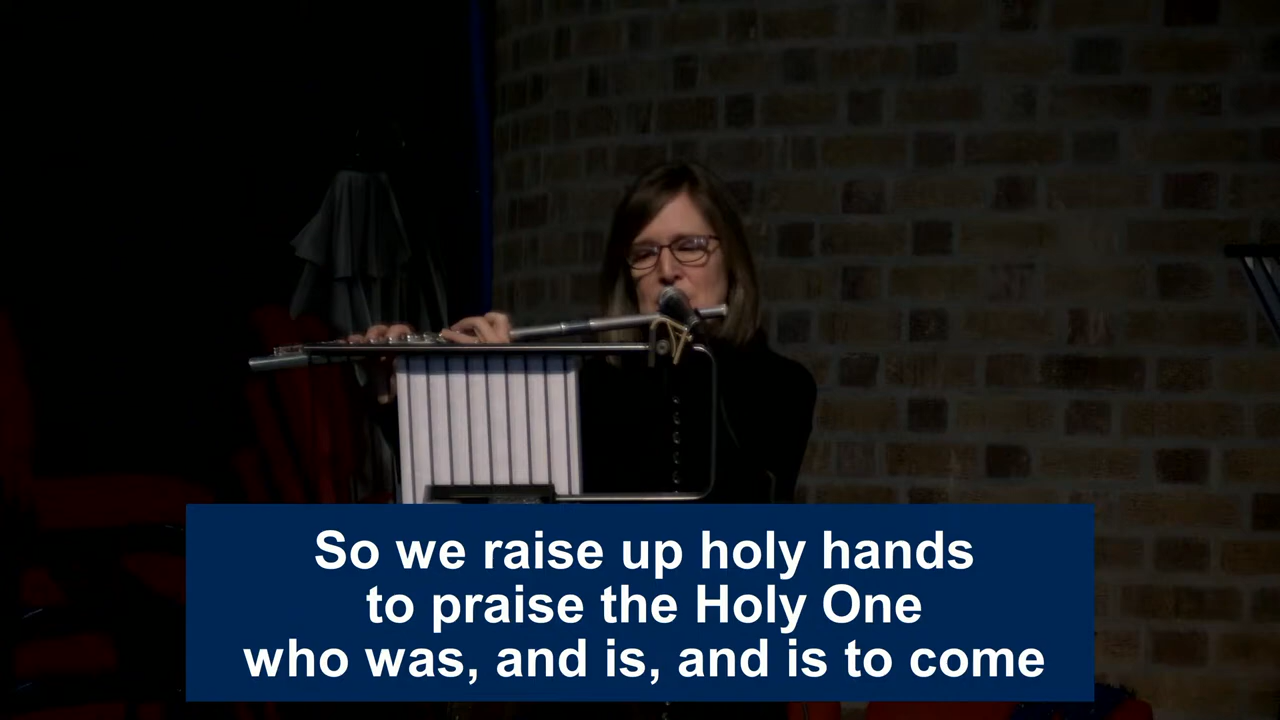 So we raise up holy hands
to praise the Holy One
who was, and is, and is to come